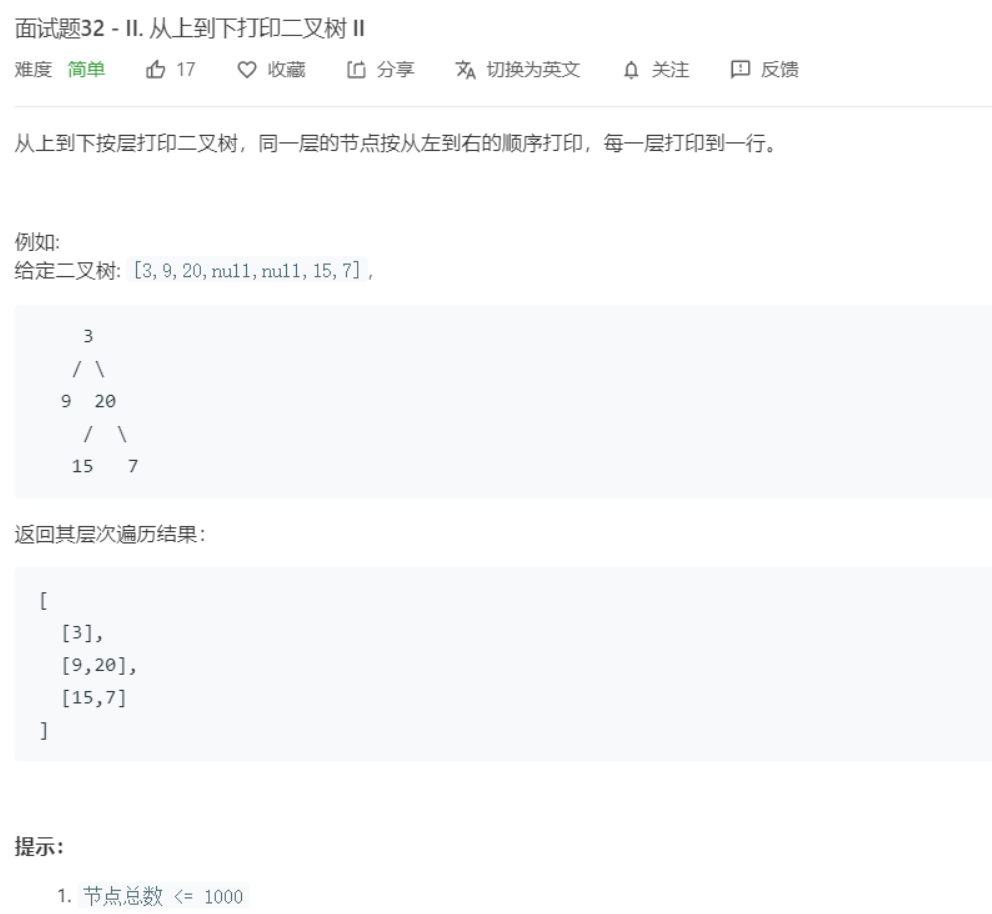 面试题32 - II. 从上到下打印二叉树 II
难度 简单 17 收藏 分享 切换为英文 关注 反馈
从上到下按层打印二叉树，同一层的节点按从左到右的顺序打印，每一层打印到一行。
例如:
给定二叉树: [3,9,20,null,null,15,7],
3
/ \
9 20
/ \
15 7
返回其层次遍历结果：
[
[3],
[9,20],
[15,7]
]
提示：
1. 节点总数 <= 1000